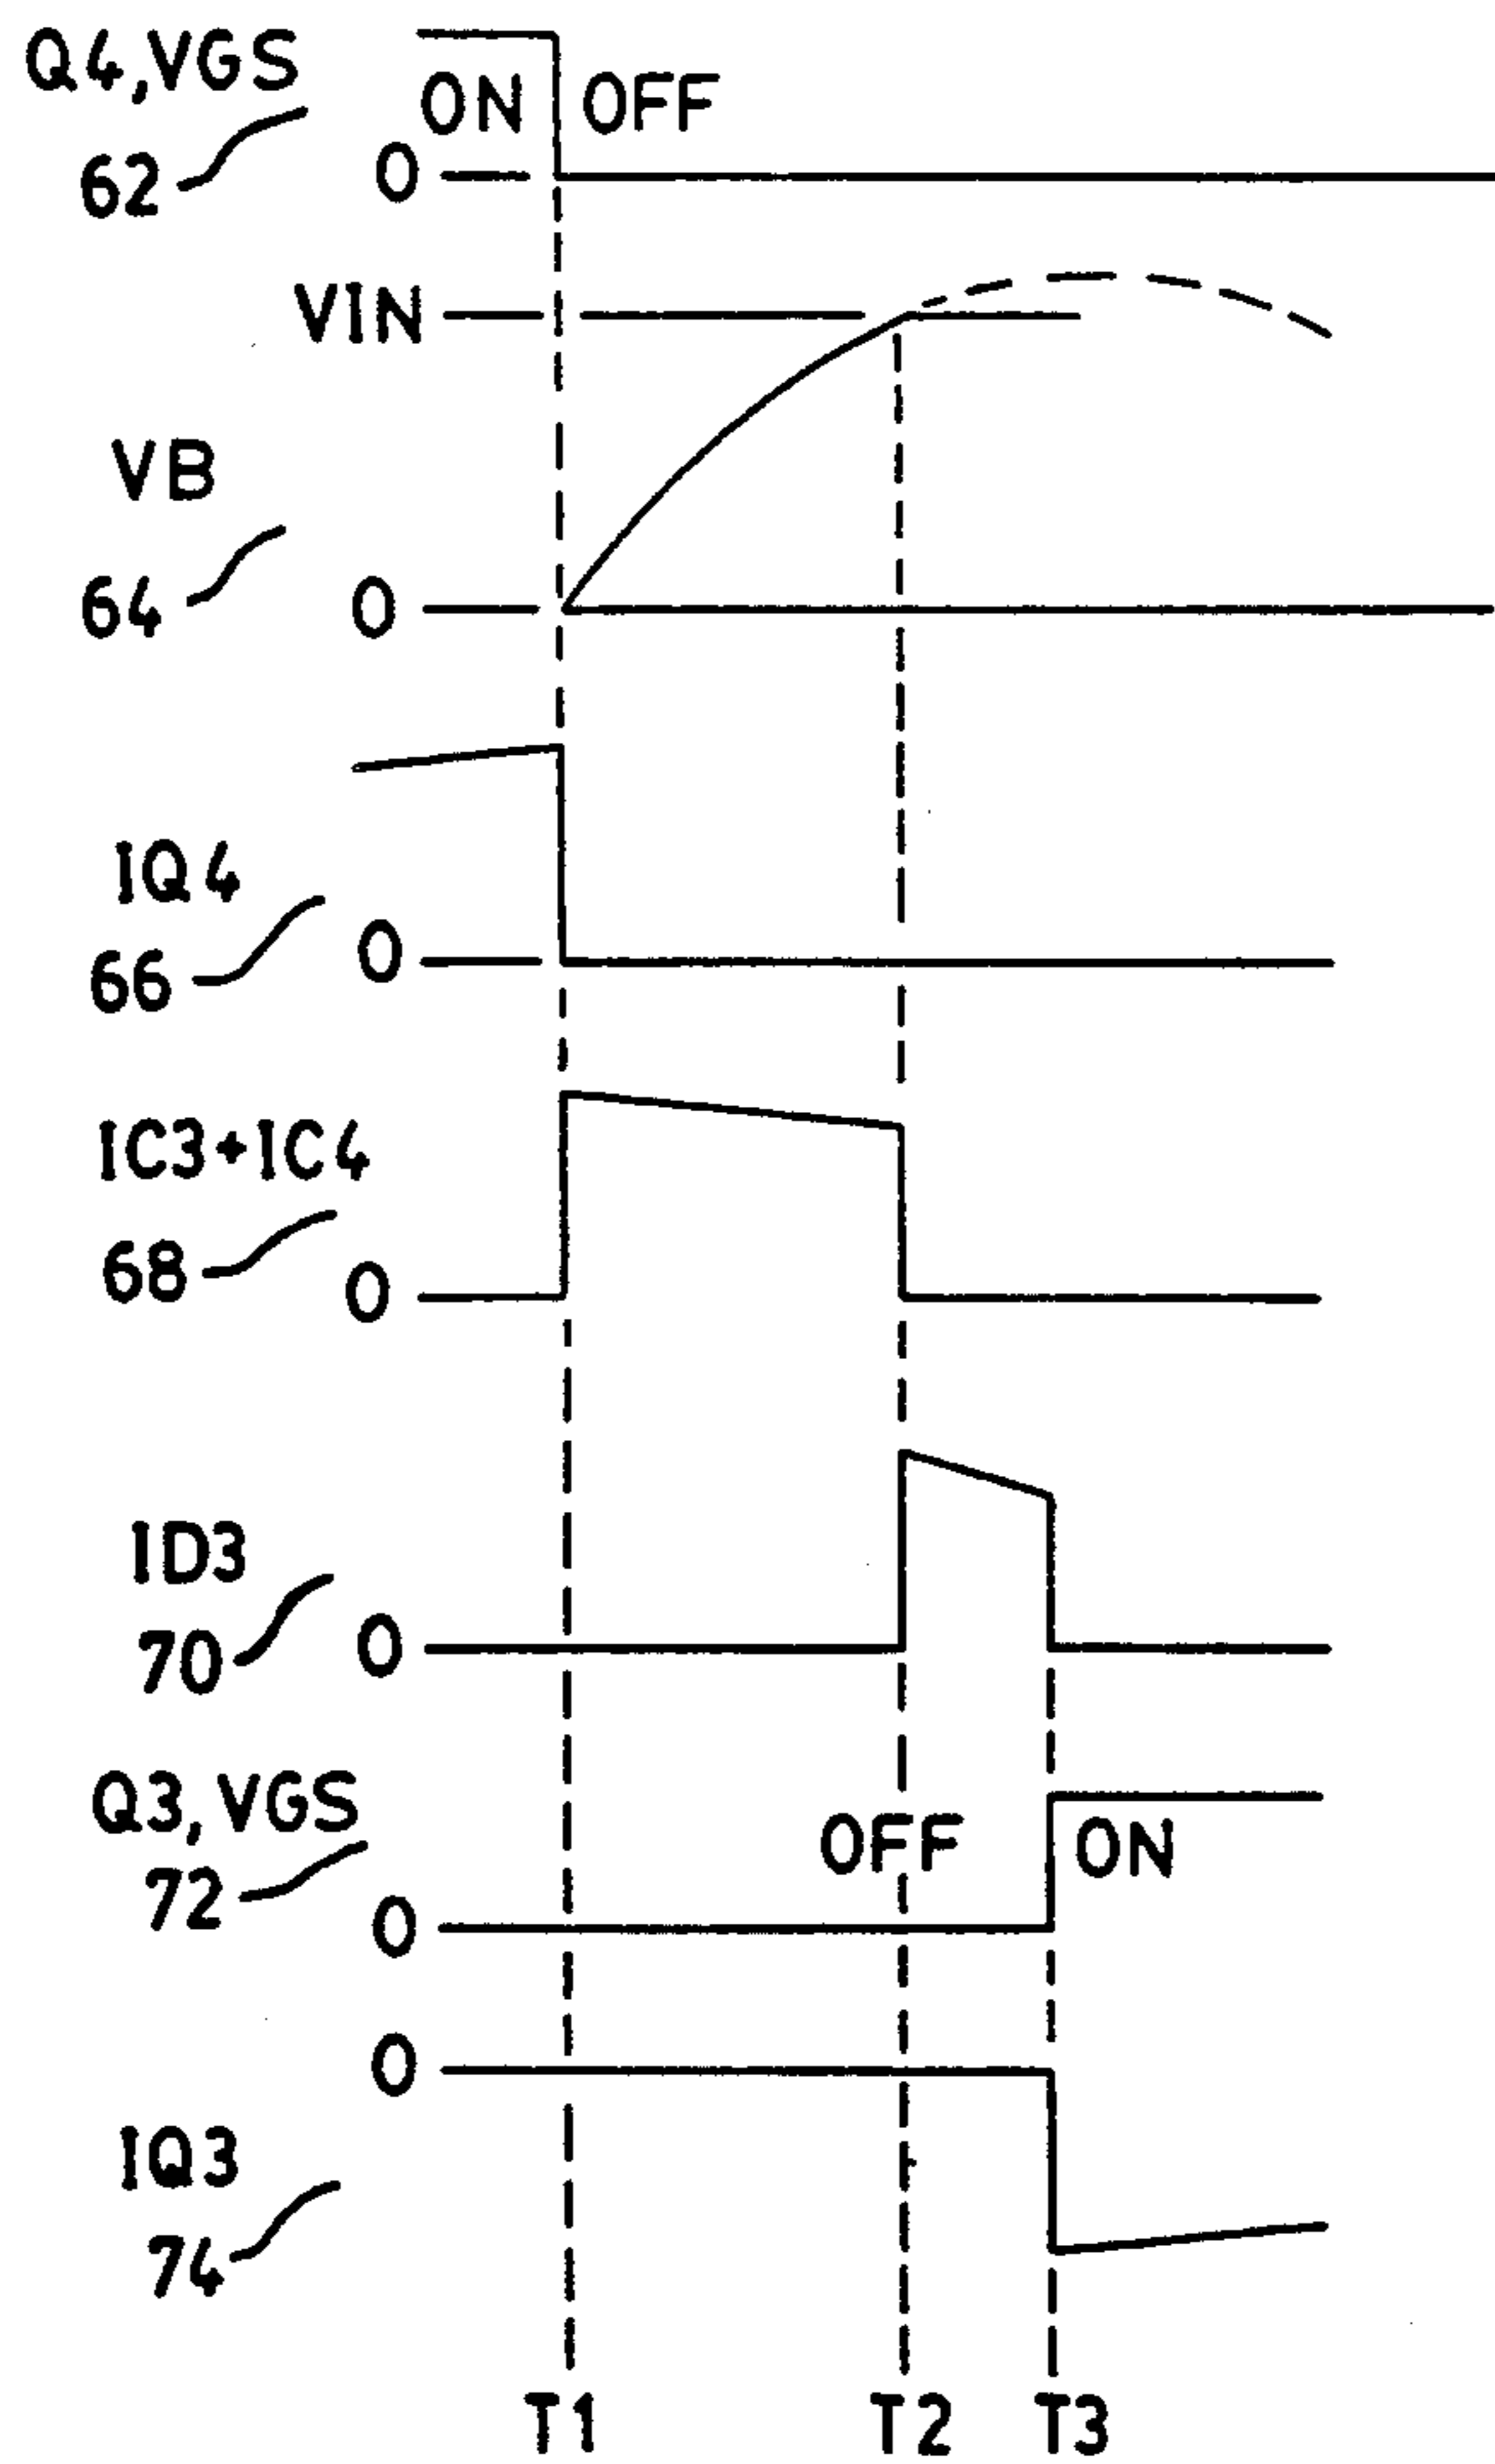 Q4,VGS
ON OFF
62
0
VIN
VB
64
0
IQ4
66
0
IC3+IC4
68
0
ID3
70
0
Q3,VGS
OFF ON
72
0
0
IQ3
74
T1 T2 T3